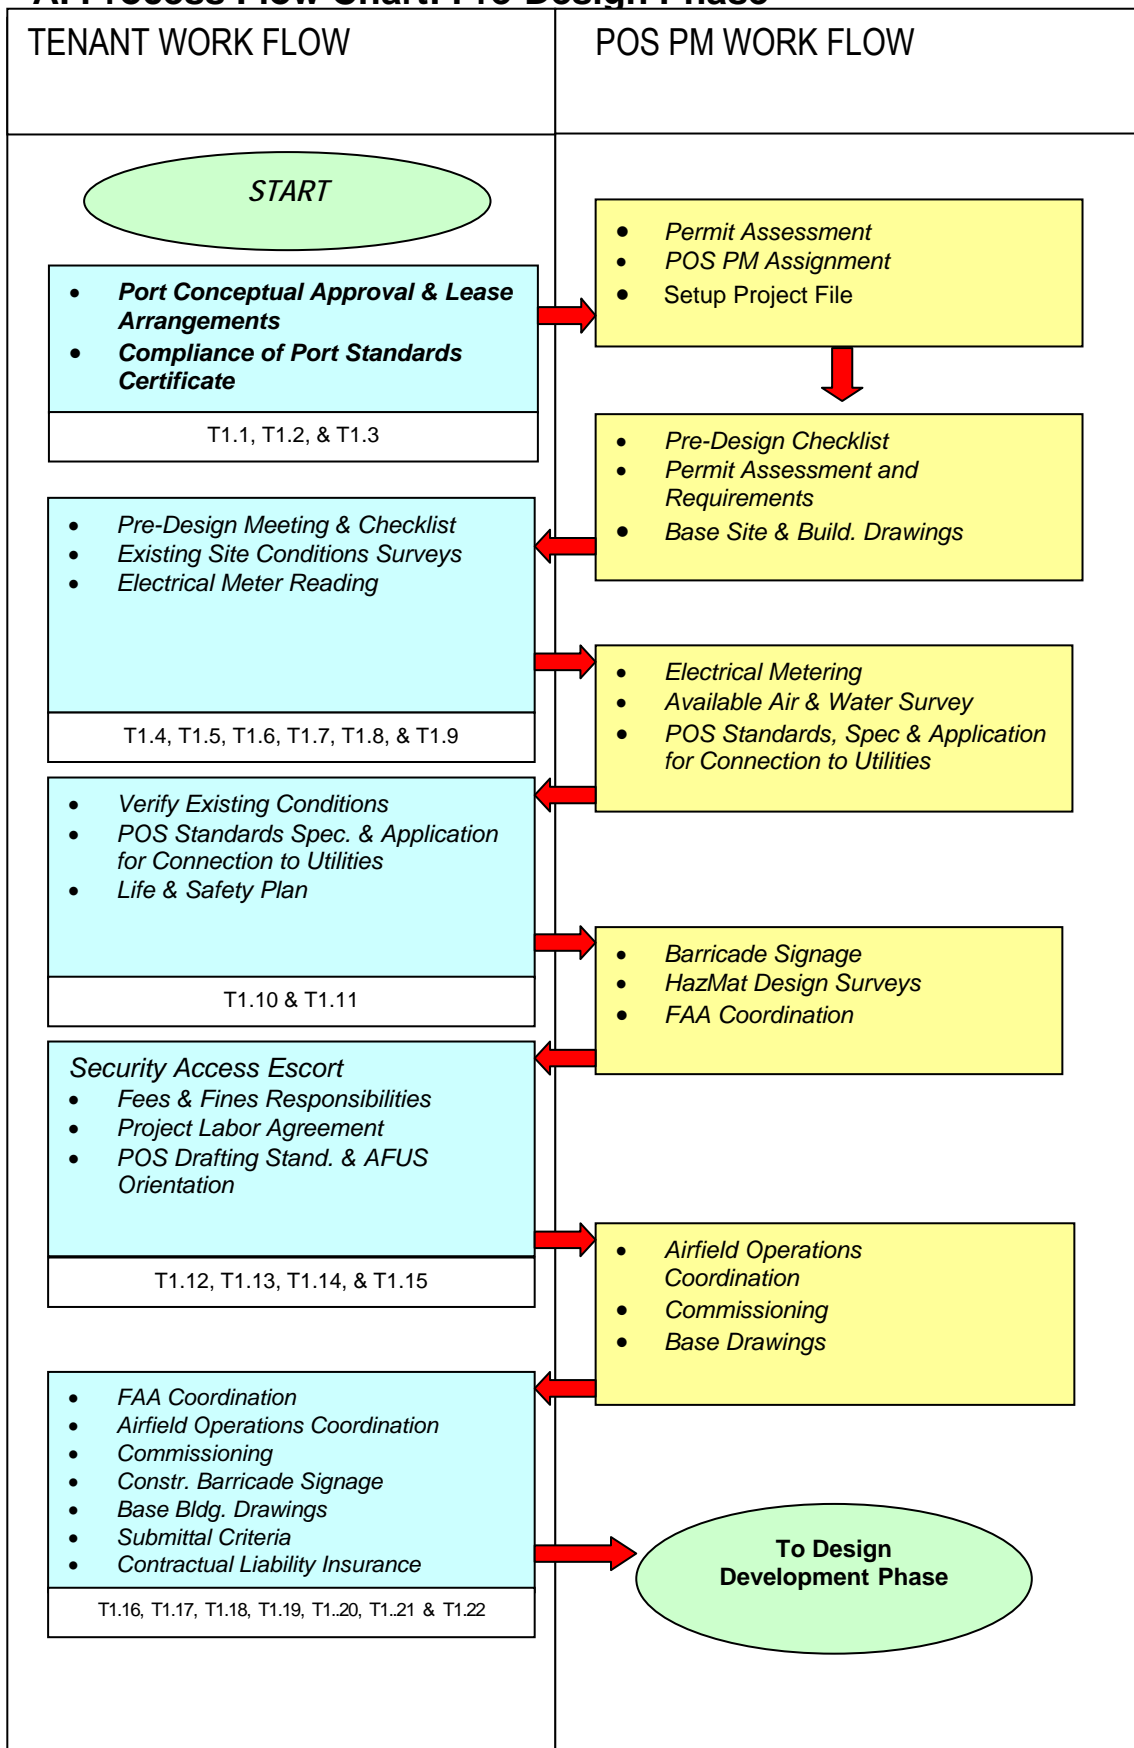 A. Process Flow Chart: Pre-Design Phase
TENANT WORK FLOW
POS PM WORK FLOW
START
• Permit Assessment
• POS PM Assignment
• Setup Project File
• Port Conceptual Approval & Lease
Arrangements
• Compliance of Port Standards
Certificate
T1.1, T1.2, & T1.3
• Pre-Design Checklist
• Permit Assessment and
Requirements
• Base Site & Build. Drawings
• Pre-Design Meeting & Checklist
• Existing Site Conditions Surveys
• Electrical Meter Reading
T1.4, T1.5, T1.6, T1.7, T1.8, & T1.9
• Electrical Metering
• Available Air & Water Survey
• POS Standards, Spec & Application
for Connection to Utilities
• Verify Existing Conditions
• POS Standards Spec. & Application
for Connection to Utilities
• Life & Safety Plan
T1.10 & T1.11
• Barricade Signage
• HazMat Design Surveys
• FAA Coordination
Security Access Escort
• Fees & Fines Responsibilities
• Project Labor Agreement
• POS Drafting Stand. & AFUS
Orientation
T1.12, T1.13, T1.14, & T1.15
• Airfield Operations
Coordination
• Commissioning
• Base Drawings
• FAA Coordination
• Airfield Operations Coordination
• Commissioning
• Constr. Barricade Signage
• Base Bldg. Drawings
• Submittal Criteria
• Contractual Liability Insurance
T1.16, T1.17, T1.18, T1.19, T1..20, T1..21 & T1.22
To Design
Development Phase